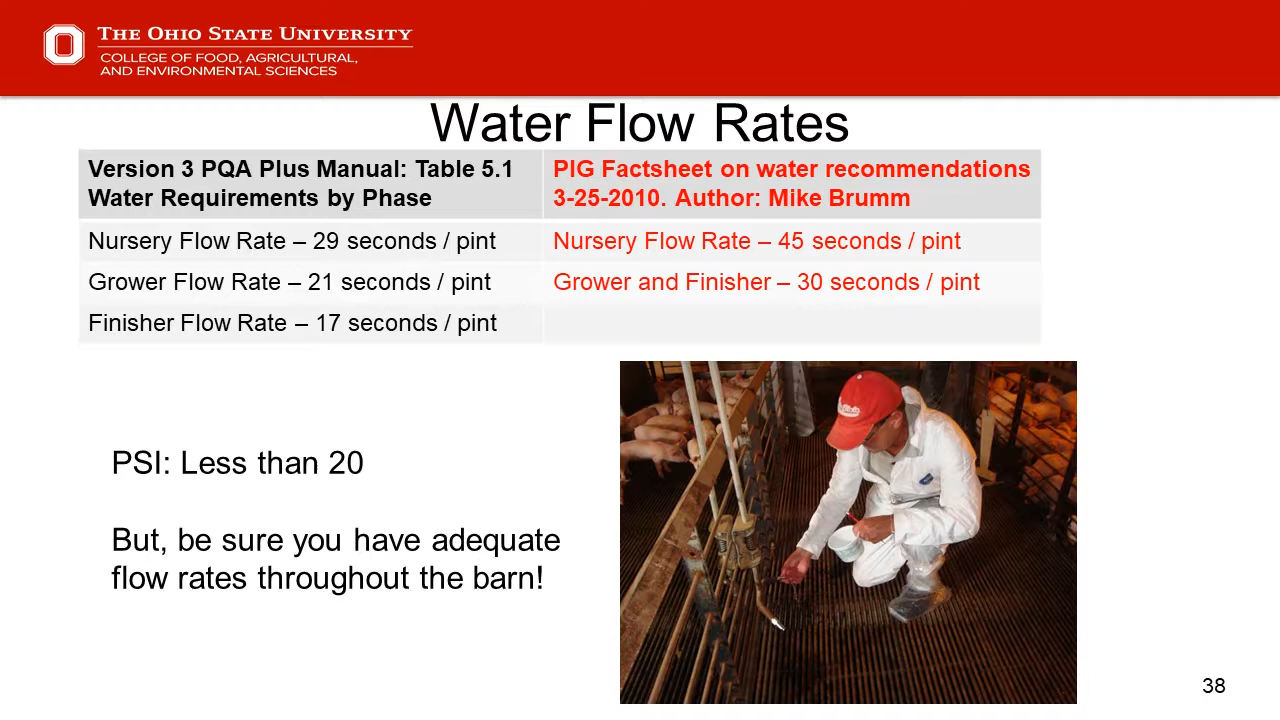 THE OHIO STATE UNIVERSITY
COLLEGE OF FOOD, AGRICULTURAL,
AND ENVIRONMENTAL SCIENCES
Water Flow Rates
Version 3 PQA Plus Manual: Table 5.1
Water Requirements by Phase
PIG Factsheet on water recommendations
3-25-2010. Author: Mike Brumm
Nursery Flow Rate – 29 seconds / pint
Nursery Flow Rate – 45 seconds / pint
Grower Flow Rate – 21 seconds / pint
Grower and Finisher – 30 seconds / pint
Finisher Flow Rate – 17 seconds / pint
PSI: Less than 20
But, be sure you have adequate
flow rates throughout the barn!
38